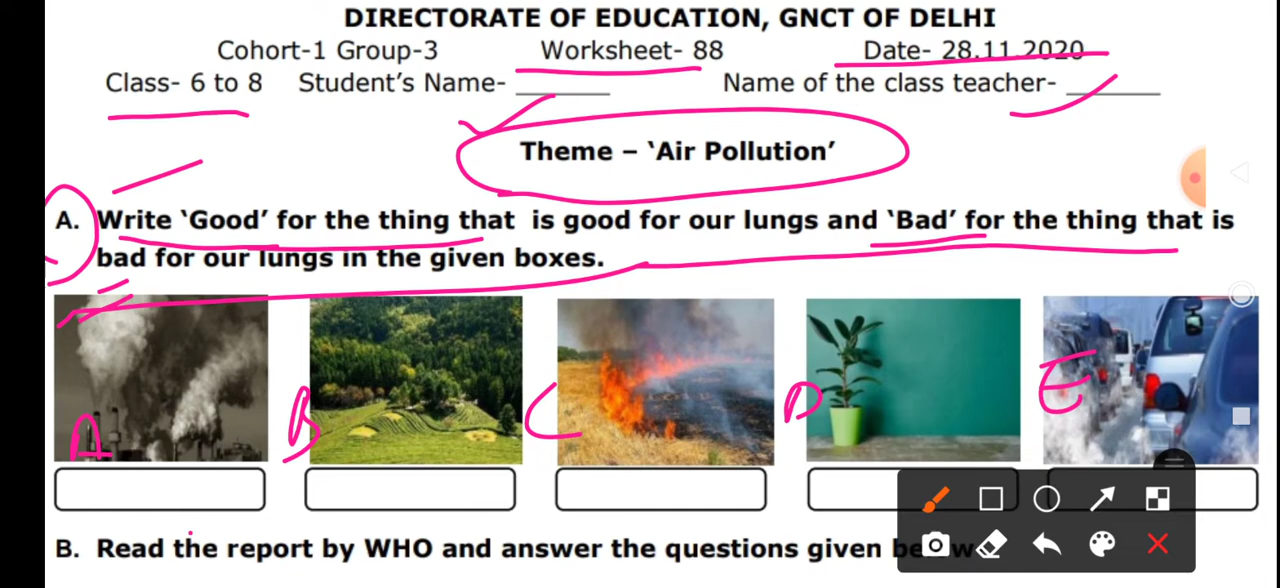 DIRECTORATE OF EDUCATION, GNCT OF DELHI
Cohort-1 Group-3 Worksheet- 88 Date- 28.11.2020
Class- 6 to 8 Student's Name- _______ Name of the class teacher- _______
Theme – 'Air Pollution'
A. Write 'Good' for the thing that is good for our lungs and 'Bad' for the thing that is
bad for our lungs in the given boxes.
A B C D E
B. Read the report by WHO and answer the questions given